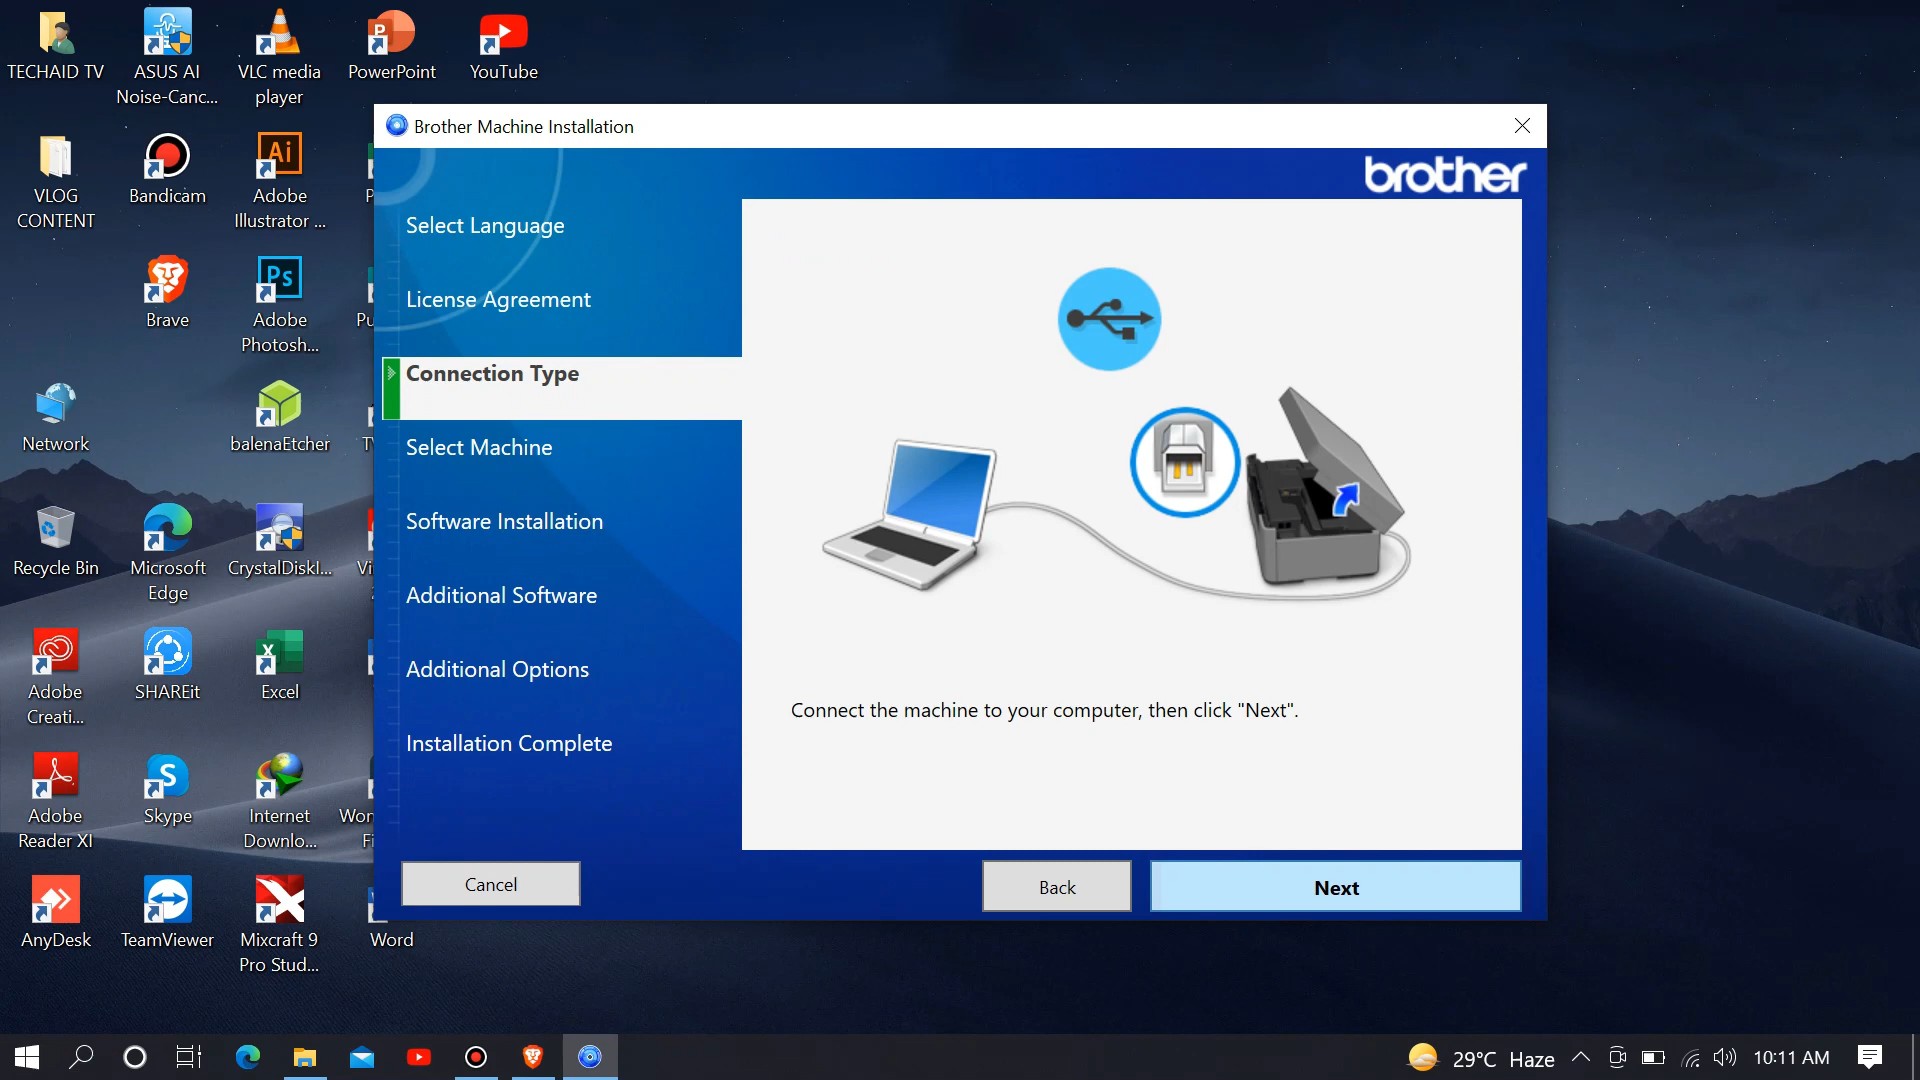 TECHAID TV
ASUS AI
Noise-Canc...
VLC media
player
PowerPoint
YouTube
VLOG
CONTENT
Bandicam
Ai
Adobe
Illustrator ...
Brave
Ps
Adobe
Photosh...
Network
balenaEtcher
Recycle Bin
Microsoft
Edge
CrystalDiskI...
Adobe
Creati...
SHAREit
Excel
Adobe
Reader XI
Skype
Internet
Downlo...
AnyDesk
TeamViewer
Mixcraft 9
Pro Stud...
Word
Brother Machine Installation
brother
Select Language
License Agreement
Connection Type
Select Machine
Software Installation
Additional Software
Additional Options
Installation Complete
Connect the machine to your computer, then click "Next".
Cancel
Back
Next
29°C Haze
10:11 AM